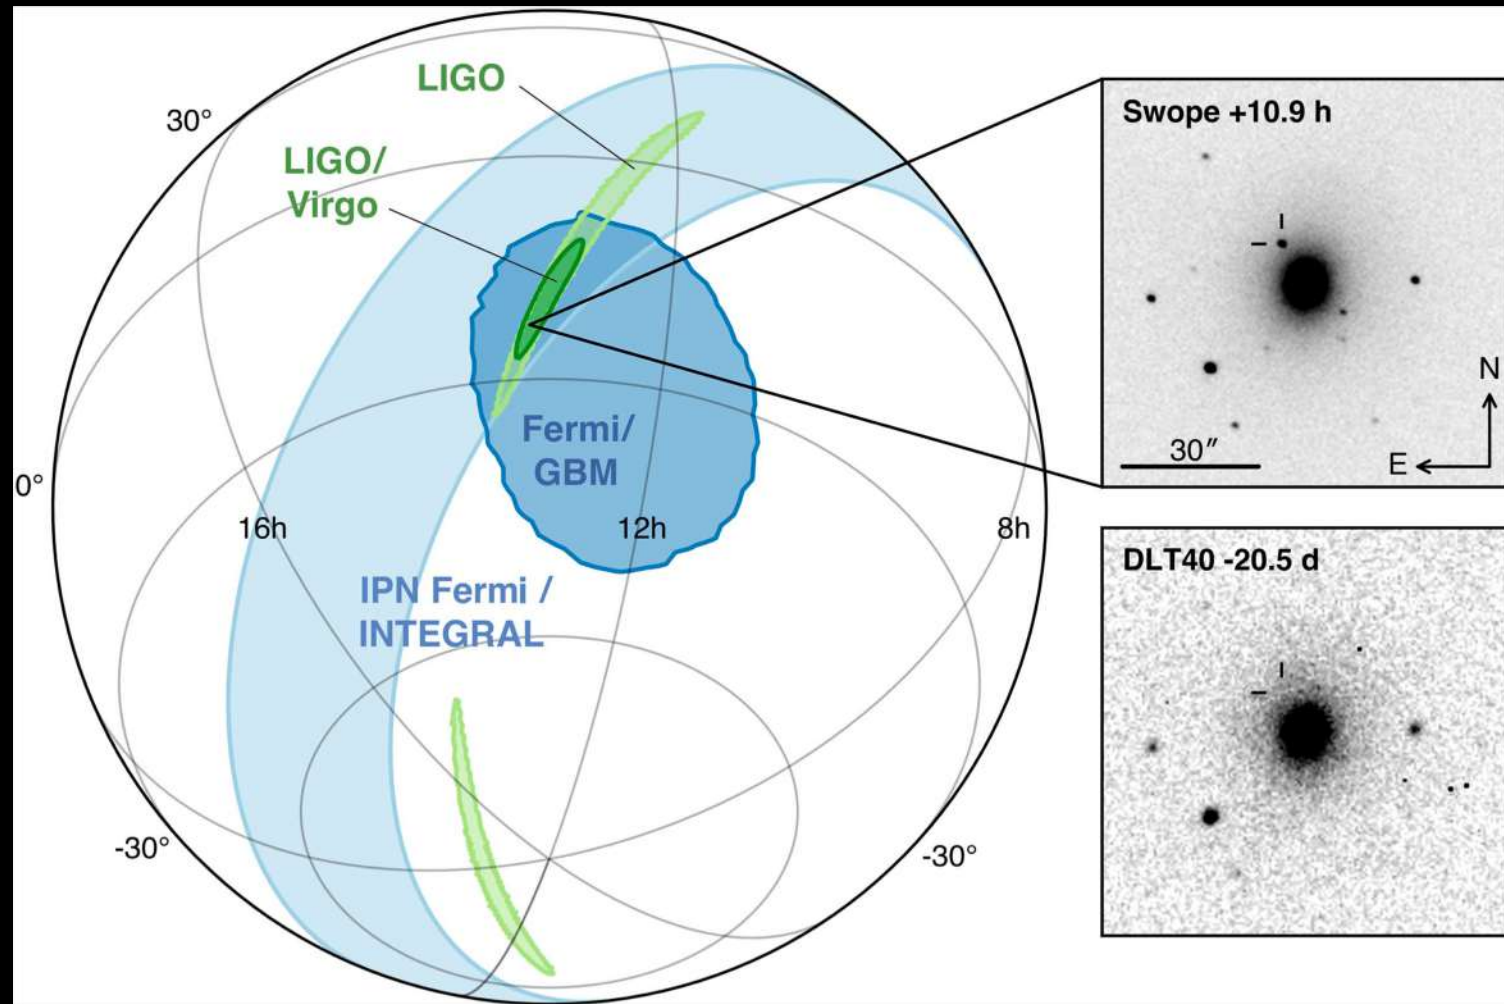 LIGO
30°
LIGO/
Virgo
Swope +10.9 h
N
30″
E
Fermi/
GBM
0°
16h
12h
8h
DLT40 -20.5 d
IPN Fermi /
INTEGRAL
-30°
-30°